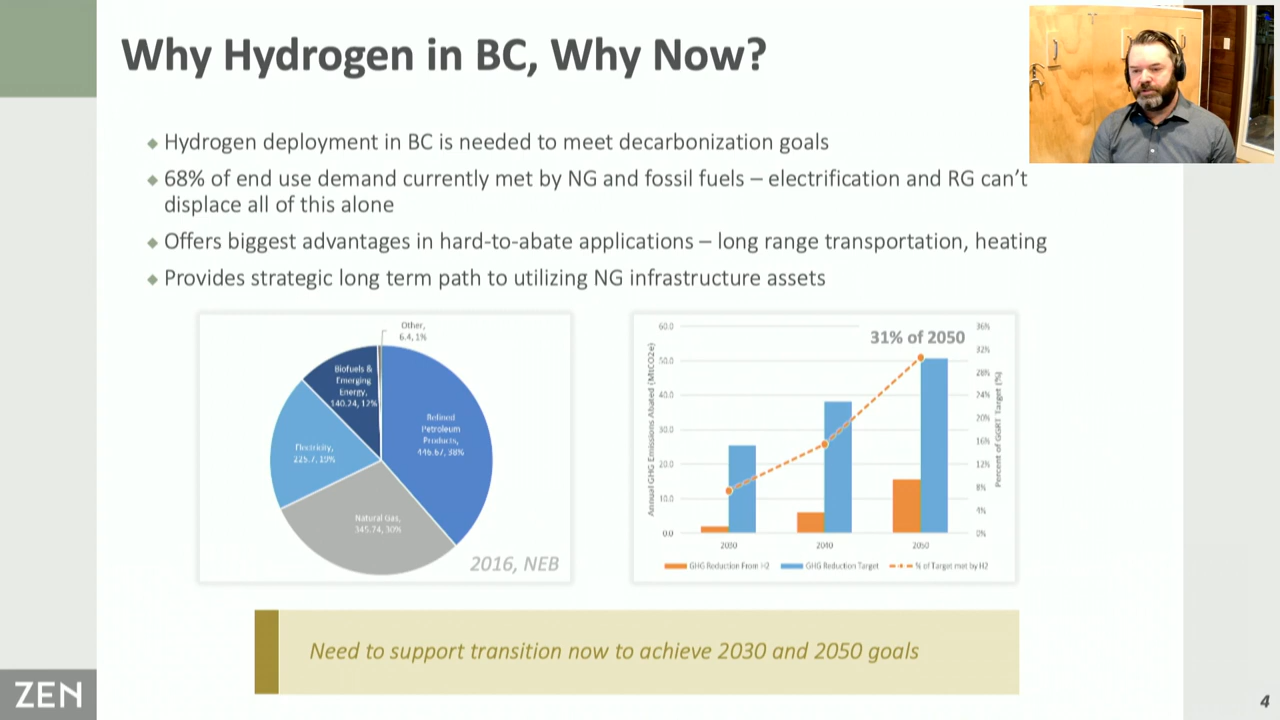 Why Hydrogen in BC, Why Now?
Hydrogen deployment in BC is needed to meet decarbonization goals
68% of end use demand currently met by NG and fossil fuels – electrification and RG can't
displace all of this alone
Offers biggest advantages in hard-to-abate applications – long range transportation, heating
Provides strategic long term path to utilizing NG infrastructure assets
Other,
6.4, 1%
Biofuels &
Emerging
Energy,
140.24, 12%
Refined
Petroleum
Products,
446.67, 38%
Electricity,
225.7, 19%
Natural Gas,
345.74, 30%
2016, NEB
31% of 2050
Annual GHG Emissions Abated (MtCO2e)
60.0
50.0
40.0
30.0
20.0
10.0
0.0
36%
32%
28%
24%
20%
16%
12%
8%
4%
0%
Percent of GGRT Target (%)
2030
2040
2050
GHG Reduction From H2
GHG Reduction Target
% of Target met by H2
Need to support transition now to achieve 2030 and 2050 goals
ZEN
4